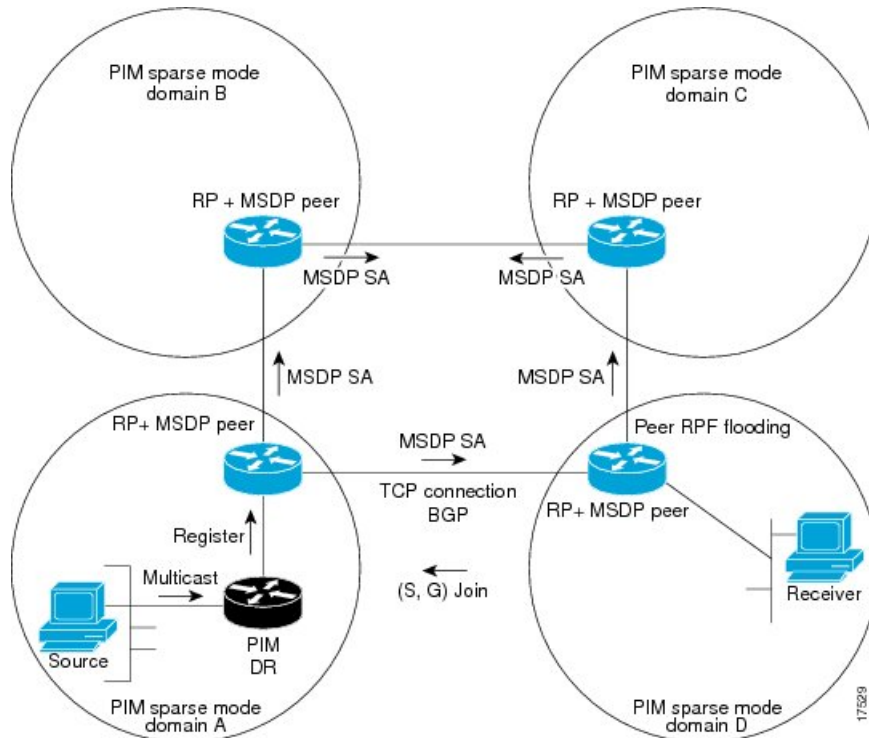 PIM sparse mode
domain B
PIM sparse mode
domain C
RP + MSDP peer
RP + MSDP peer
MSDP SA
MSDP SA
MSDP SA
MSDP SA
RP+ MSDP peer
MSDP SA
Peer RPF flooding
TCP connection
BGP
RP+ MSDP peer
Register
Multicast
(S, G) Join
Receiver
Source
PIM
DR
PIM sparse mode
domain A
PIM sparse mode
domain D
17529